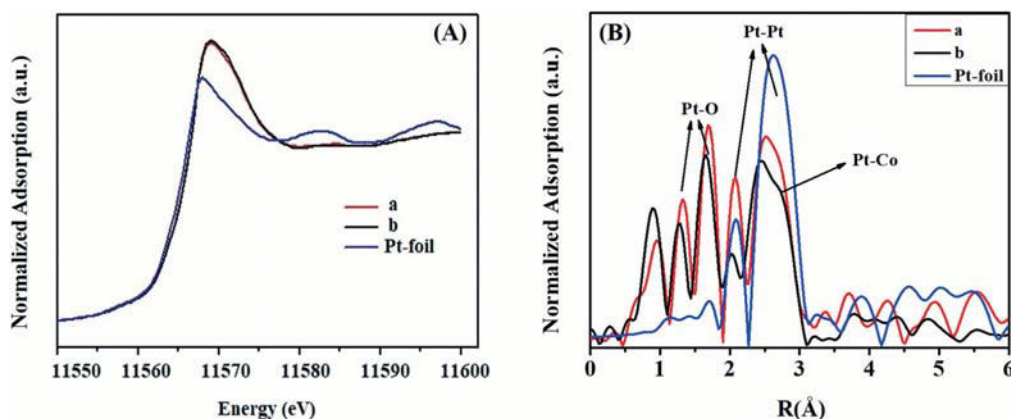 (A)
Normalized Adsorption (a.u.)
a
b
Pt-foil
11550 11560 11570 11580 11590 11600
Energy (eV)
(B)
Normalized Adsorption (a.u.)
a
b
Pt-foil
Pt-Pt
Pt-O
Pt-Co
0 1 2 3 4 5 6
R(Å)